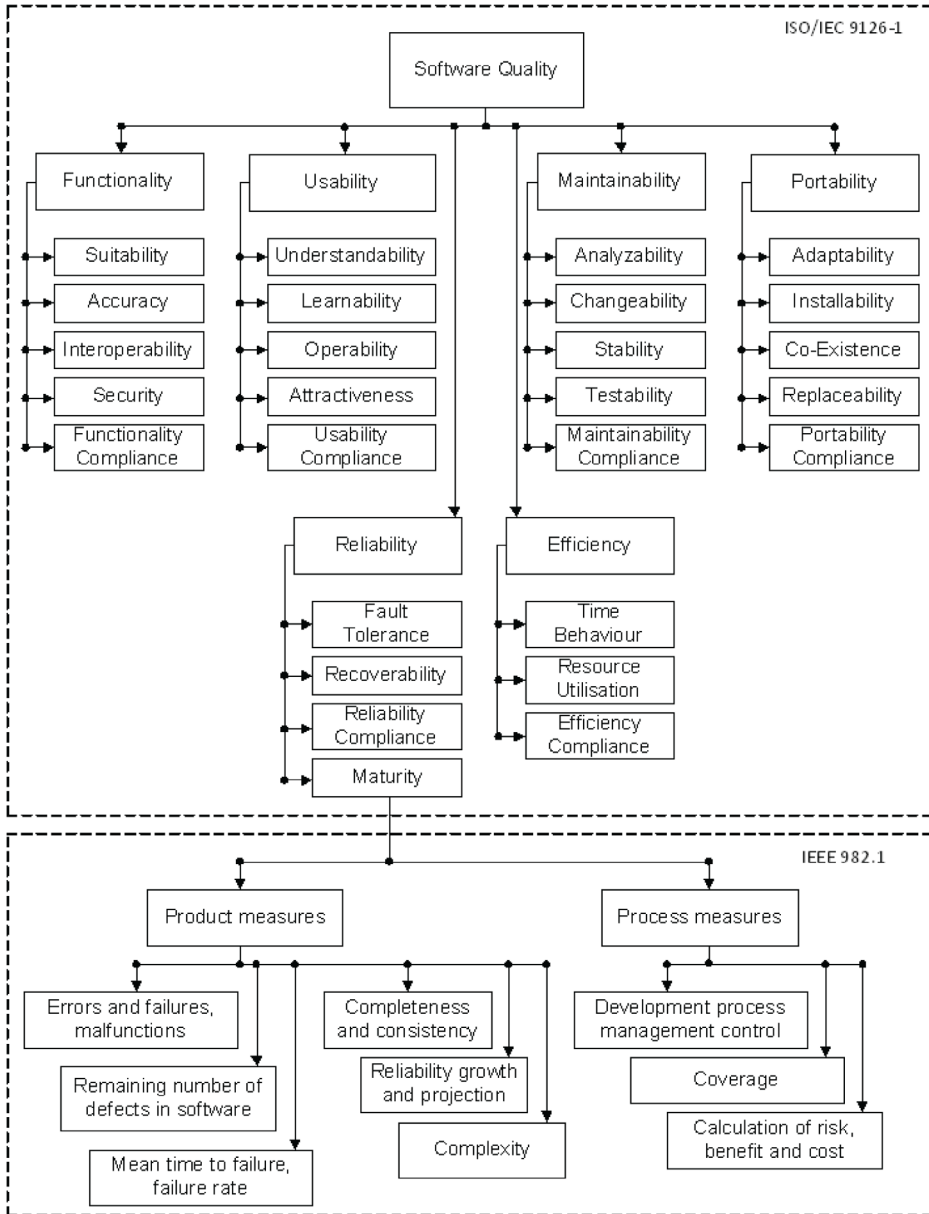 ISO/IEC 9126-1
Software Quality
Functionality
Usability
Maintainability
Portability
Suitability
Understandability
Analyzability
Adaptability
Accuracy
Learnability
Changeability
Installability
Interoperability
Operability
Stability
Co-Existence
Security
Attractiveness
Testability
Replaceability
Functionality
Compliance
Usability
Compliance
Maintainability
Compliance
Portability
Compliance
Reliability
Efficiency
Fault
Tolerance
Time
Behaviour
Recoverability
Resource
Utilisation
Reliability
Compliance
Efficiency
Compliance
Maturity
IEEE 982.1
Product measures
Process measures
Errors and failures,
malfunctions
Completeness
and consistency
Development process
management control
Remaining number of
defects in software
Reliability growth
and projection
Coverage
Mean time to failure,
failure rate
Complexity
Calculation of risk,
benefit and cost